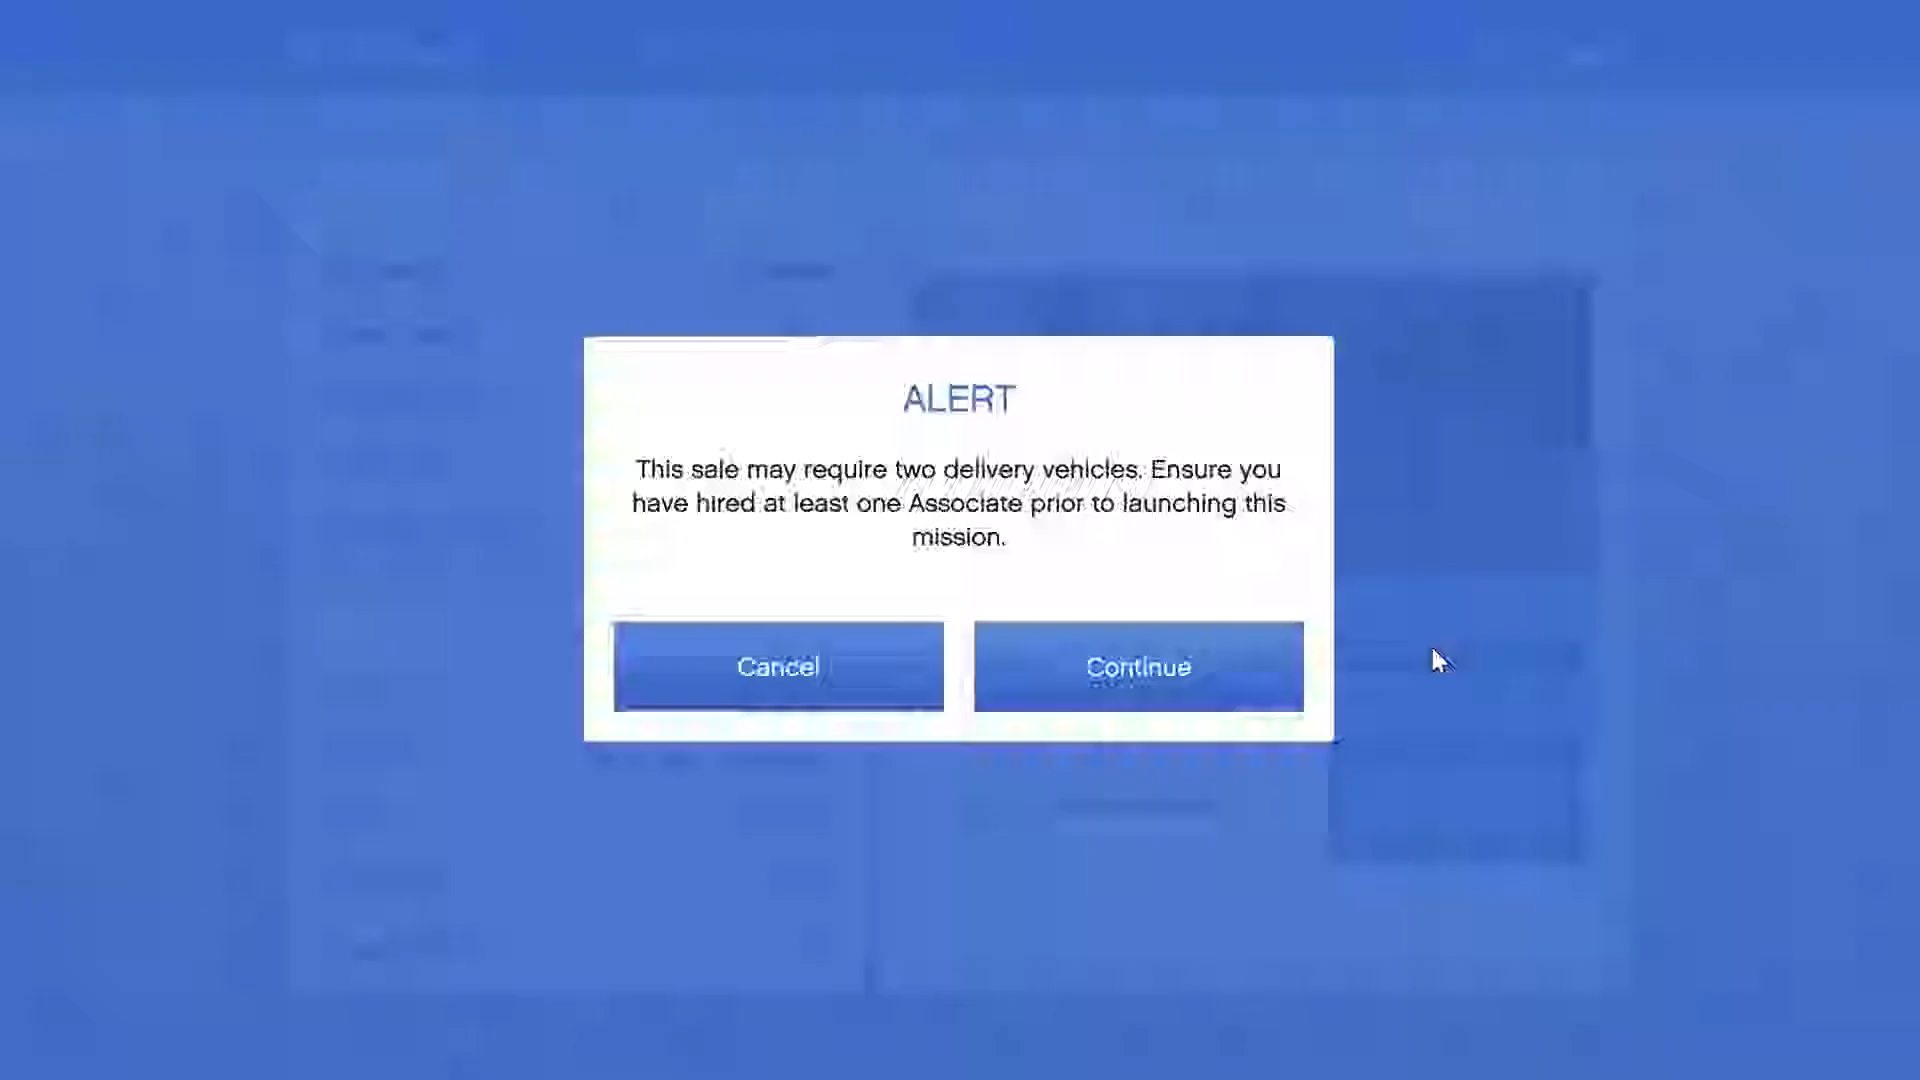 ALERT
This sale may require two delivery vehicles. Ensure you
have hired at least one Associate prior to launching this
mission.
Cancel
Continue